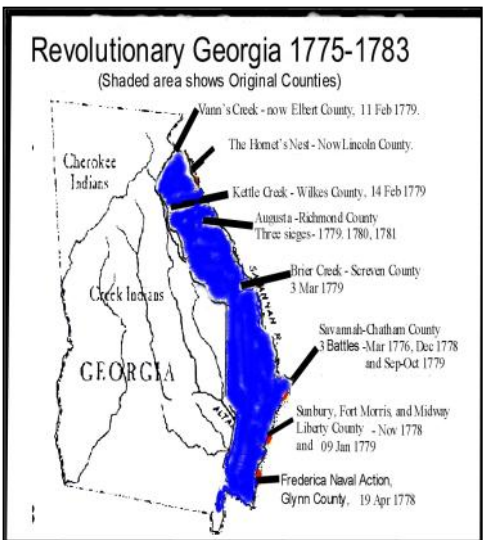 Revolutionary Georgia 1775-1783
(Shaded area shows Original Counties)
Vann's Creek - now Elbert County, 11 Feb 1779.
The Hornet's Nest - Now Lincoln County.
Cherokee
Indians
Kettle Creek - Wilkes County, 14 Feb 1779
Augusta -Richmond County
Three sieges - 1779. 1780, 1781
Brier Creek - Screven County
3 Mar 1779
SAVANNAH R.
Creek Indians
Savannah-Chatham County
3 Battles -Mar 1776, Dec 1778
and Sep-Oct 1779
GEORGIA
ALTA
Sunbury, Fort Morris, and Midway
Liberty County - Nov 1778
and 09 Jan 1779
Frederica Naval Action,
Glynn County, 19 Apr 1778